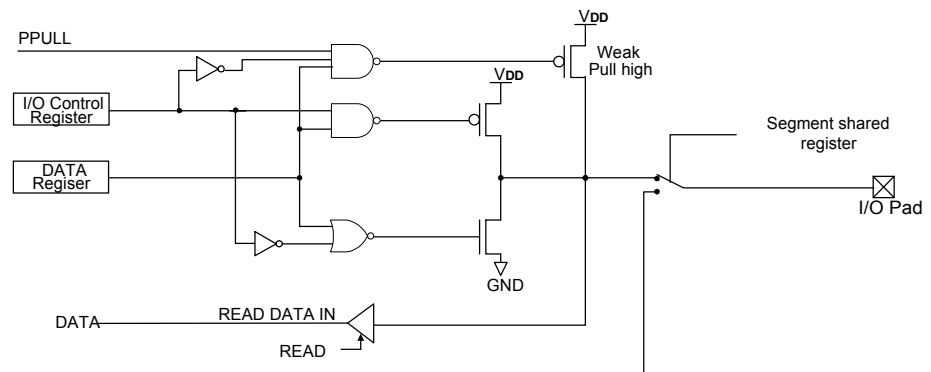 VDD
PPULL
Weak
Pull high
VDD
I/O Control
Register
Segment shared
register
DATA
Regiser
I/O Pad
GND
DATA
READ DATA IN
READ